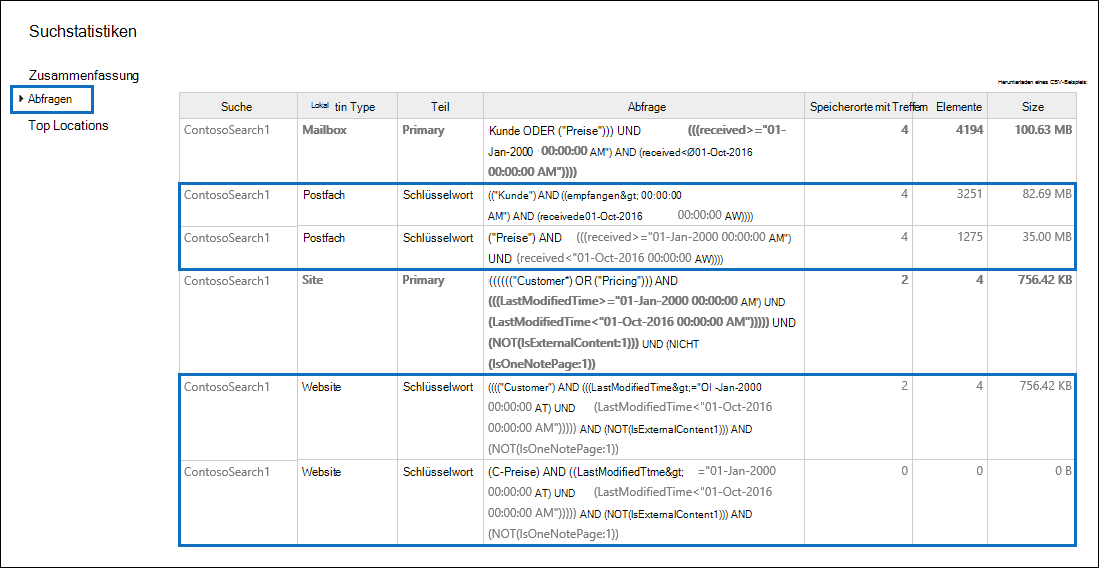 Suchstatistiken
Zusammenfassung
Abfragen
Top Locations
Herunterladen eines CSV-Beispiels:
Suche Lokal tin Type Teil Abfrage Speicherorte mit Treffern Elemente Size
ContosoSearch1 Mailbox Primary Kunde ODER ("Preise"))) UND (((received>="01- 4 4194 100.63 MB
Jan-2000 00:00:00 AM") AND (received<Ø01-Oct-2016
00:00:00 AM"))))
ContosoSearch1 Postfach Schlüsselwort (("Kunde") AND ((empfangen&gt; 00:00:00 4 3251 82.69 MB
AM") AND (receivede01-Oct-2016 00:00:00 AW))))
ContosoSearch1 Postfach Schlüsselwort ("Preise") AND (((received>="01-Jan-2000 00:00:00 AM") 4 1275 35.00 MB
UND (received<"01-Oct-2016 00:00:00 AW))))
ContosoSearch1 Site Primary (((((("Customer*) OR ("Pricing"))) AND 2 4 756.42 KB
(((LastModifiedTime>="01-Jan-2000 00:00:00 AM') UND
(LastModifiedTime<"01-Oct-2016 00:00:00 AM"))))) UND
(NOT(IsExternalContent:1))) UND (NICHT
(IsOneNotePage:1))
ContosoSearch1 Website Schlüsselwort (((("Customer") AND (((LastModifiedTime&gt;="OI -Jan-2000 2 4 756.42 KB
00:00:00 AT) UND (LastModifiedTime<"01-Oct-2016
00:00:00 AM"))))) AND (NOT(IsExternalContent1))) AND
(NOT(IsOneNotePage:1))
ContosoSearch1 Website Schlüsselwort (C-Preise) AND ((LastModifiedTtme&gt; ="01-Jan-2000 0 0 0 B
00:00:00 AT) UND (LastModifiedTime<"01-Oct-2016
00:00:00 AM"))))) AND (NOT(IsExternalContent1))) AND
(NOT(IsOneNotePage:1))